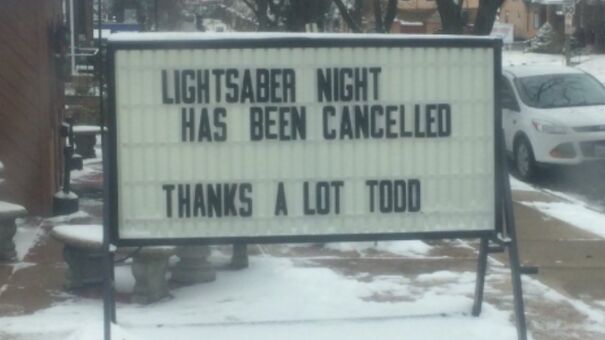 LIGHTSABER NIGHT
HAS BEEN CANCELLED
THANKS A LOT TODD